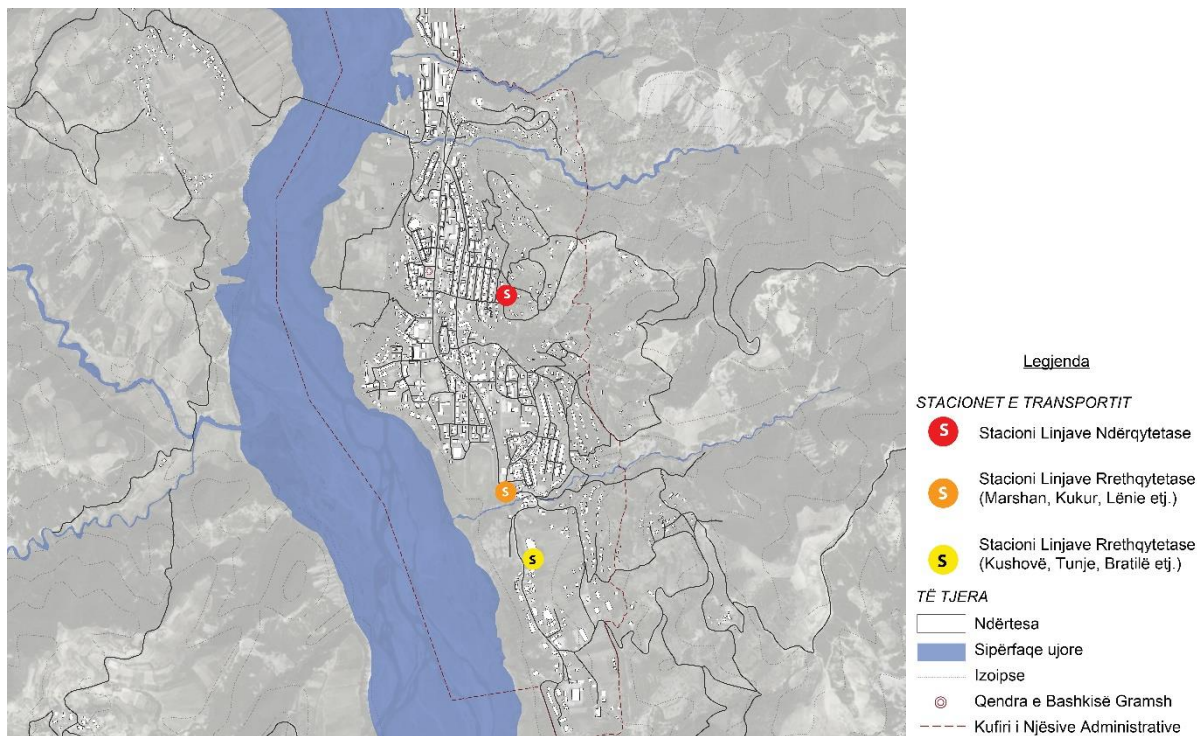 S
S
S
Legjenda
STACIONET E TRANSPORTIT
S Stacioni Linjave Ndërqytetase
S Stacioni Linjave Rrethqytetase
(Marshan, Kukur, Lënie etj.)
S Stacioni Linjave Rrethqytetase
(Kushovë, Tunje, Bratilë etj.)
TË TJERA
Ndërtesa
Sipërfaqe ujore
Izoipse
Qendra e Bashkisë Gramsh
Kufiri i Njësive Administrative